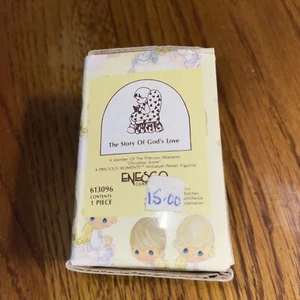 The Story Of God's Love
A Member Of The Precious Moments
"Christmas Scene"
A PRECIOUS MOMENTS™ Miniature Pewter Figurine
ENESCO
613096
CONTENTS:
1 PIECE
15.00